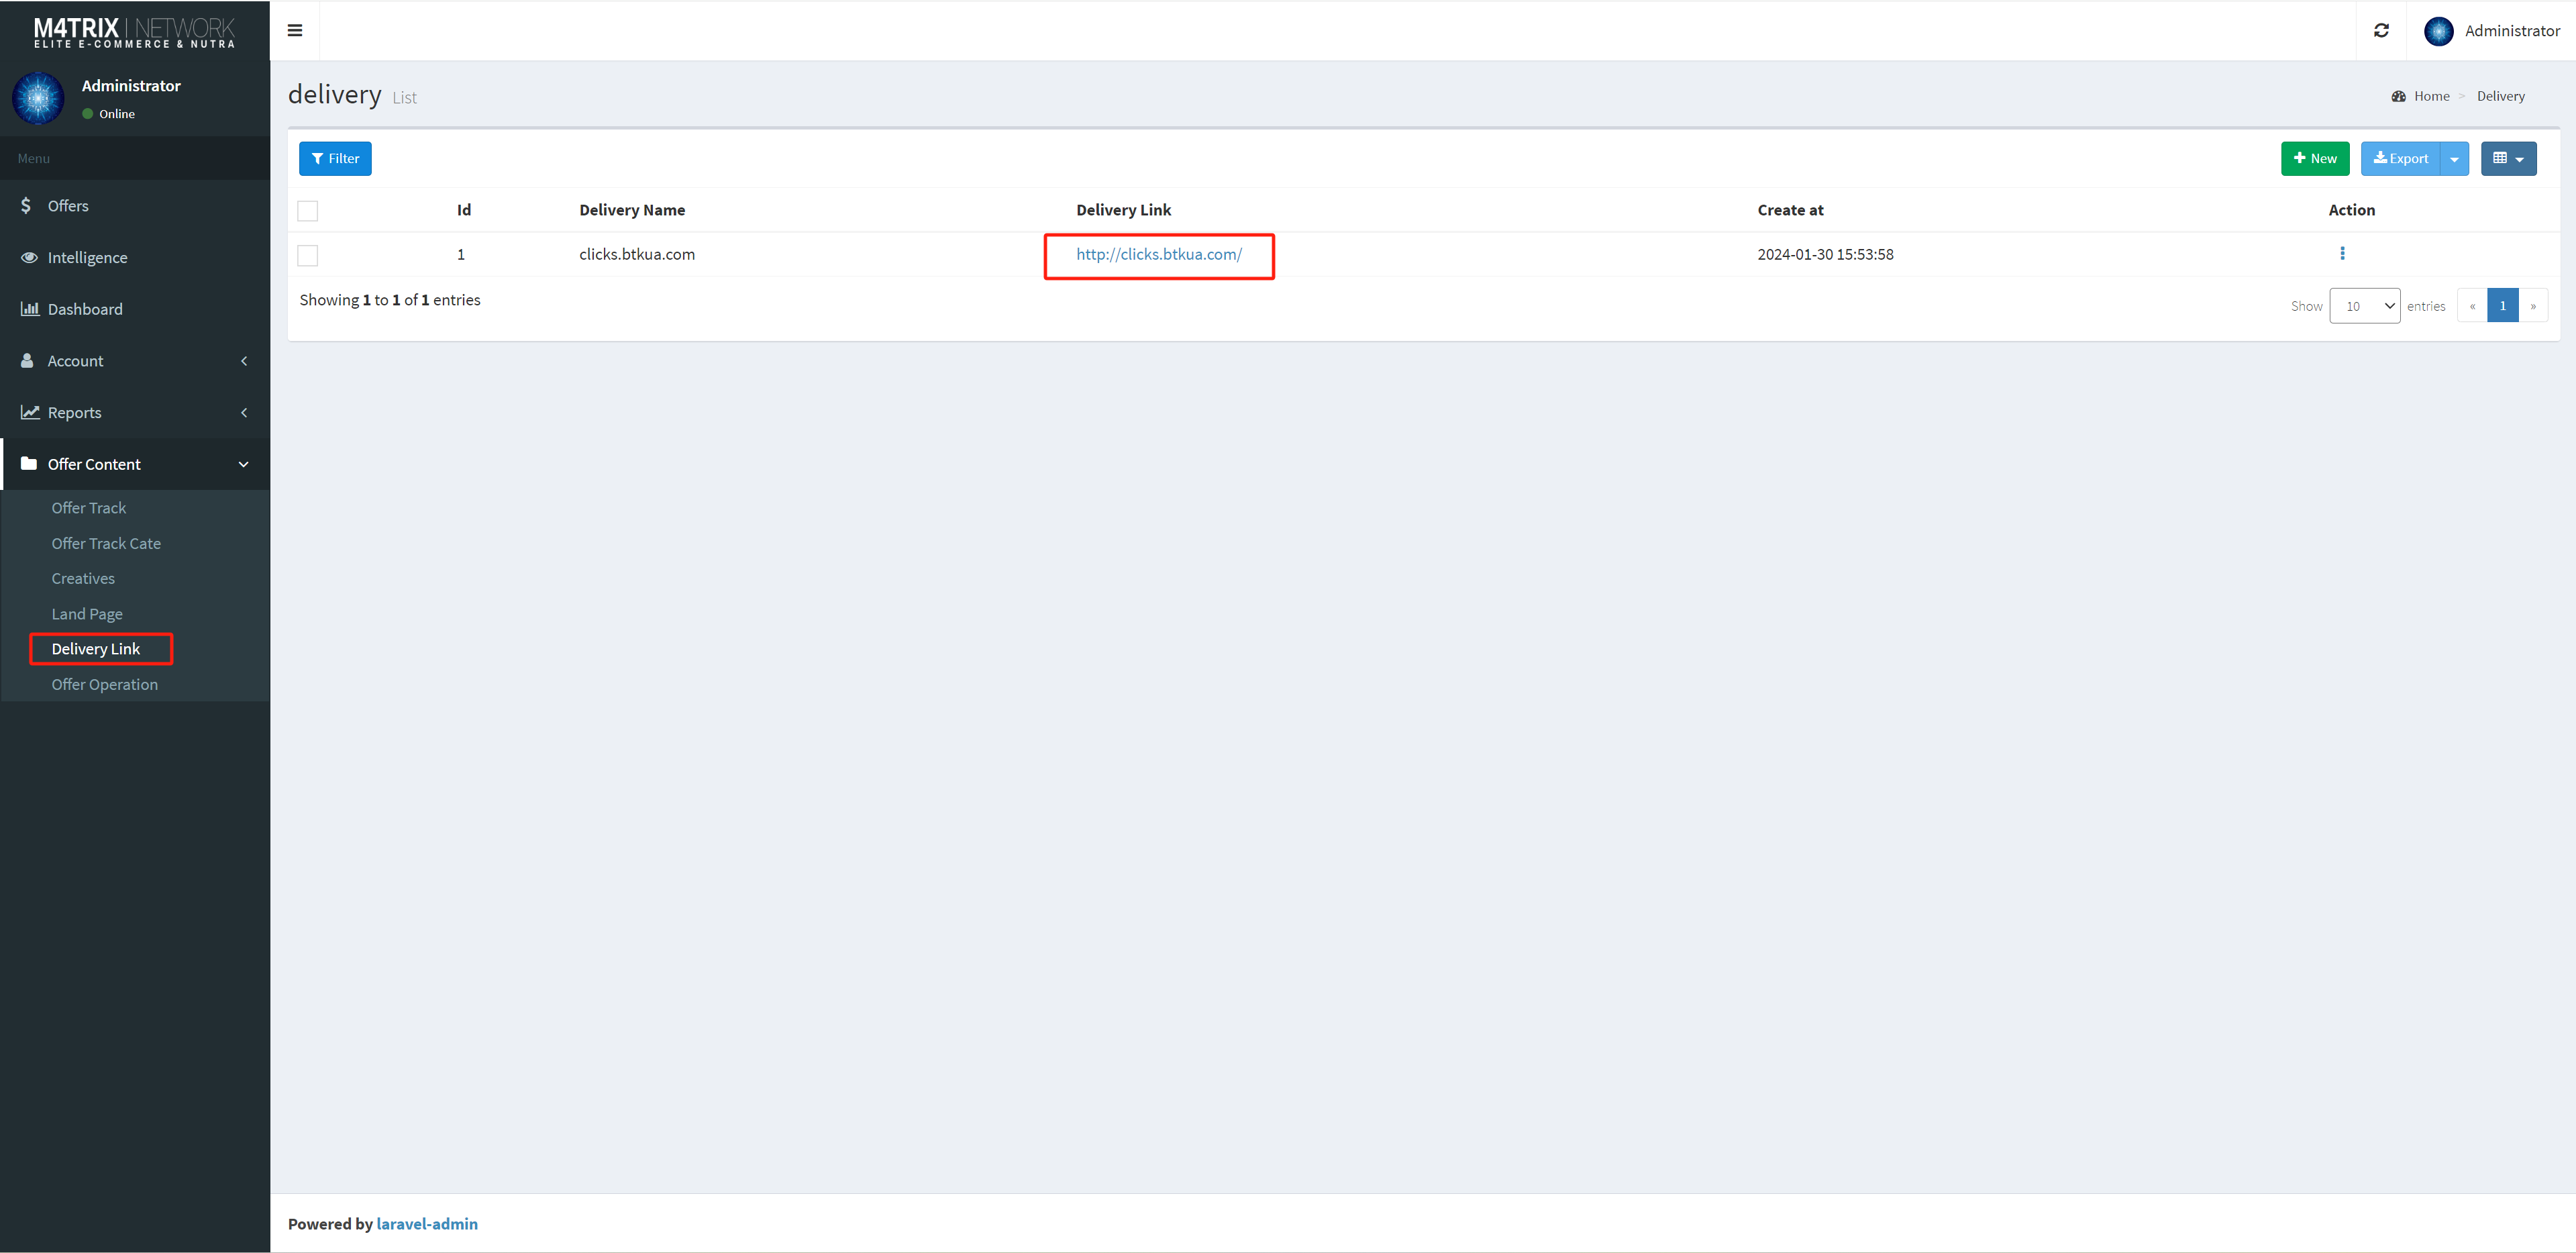 M4TRIX | NETWORK
ELITE E-COMMERCE & NUTRA
Administrator
Administrator
Online
Menu
Offers
Intelligence
Dashboard
Account
Reports
Offer Content
Offer Track
Offer Track Cate
Creatives
Land Page
Delivery Link
Offer Operation
delivery List
Home > Delivery
Filter
New Export
Id Delivery Name Delivery Link Create at Action
1 clicks.btkua.com http://clicks.btkua.com/ 2024-01-30 15:53:58
Showing 1 to 1 of 1 entries
Show 10 entries « 1 »
Powered by laravel-admin